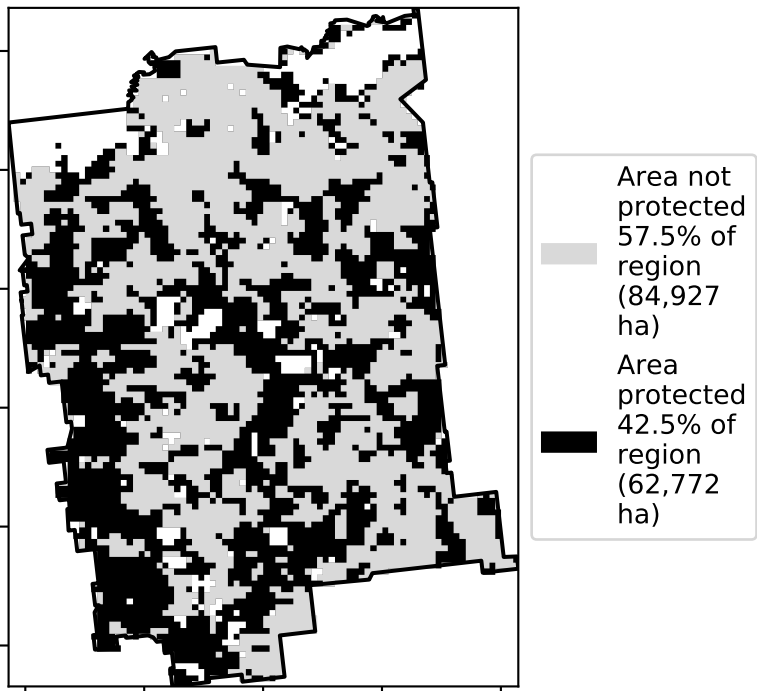 Area not
protected
57.5% of
region
(84,927
ha)
Area
protected
42.5% of
region
(62,772
ha)